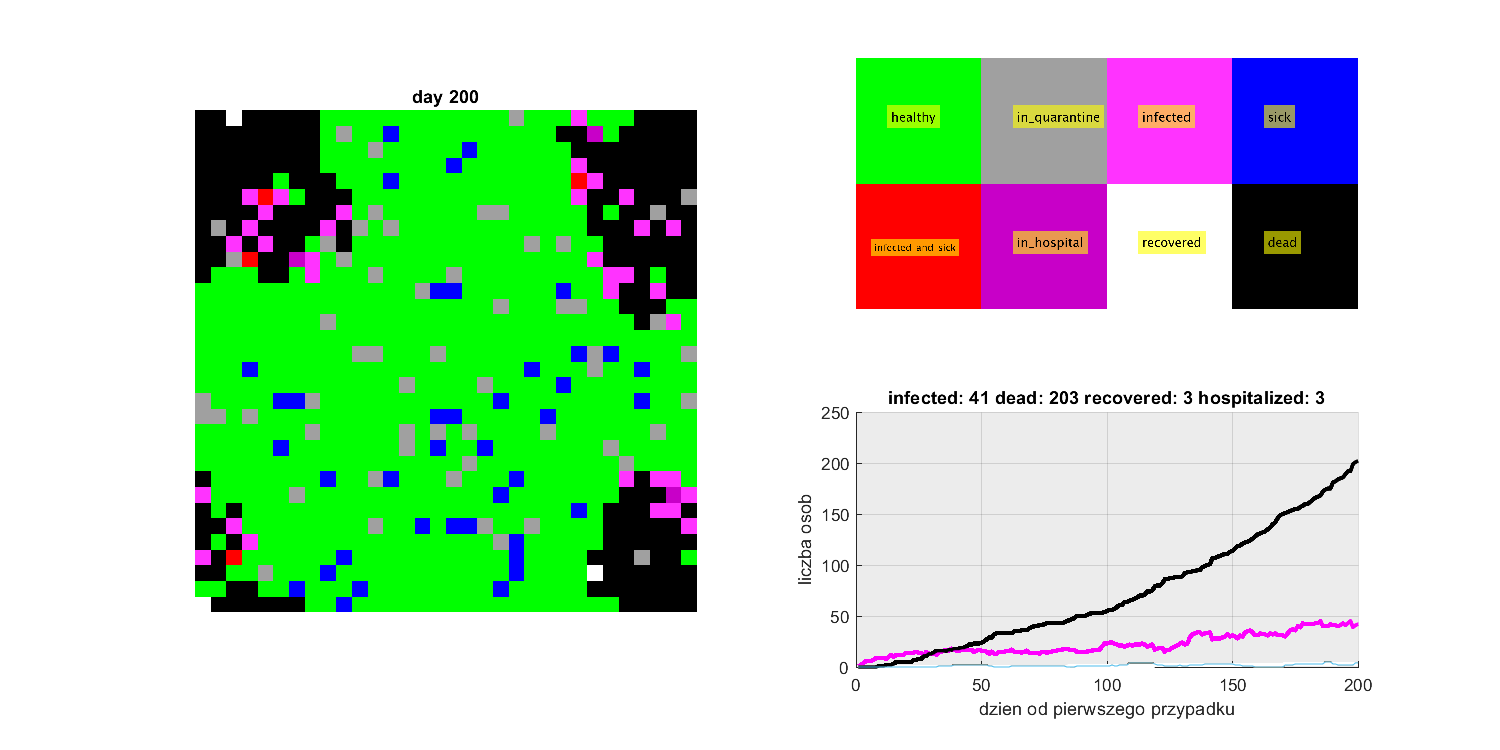 day 200
healthy
in_quarantine
infected
sick
infected and sick
in_hospital
recovered
dead
infected: 41 dead: 203 recovered: 3 hospitalized: 3
250
200
150
100
50
0
liczba osob
0 50 100 150 200
dzien od pierwszego przypadku